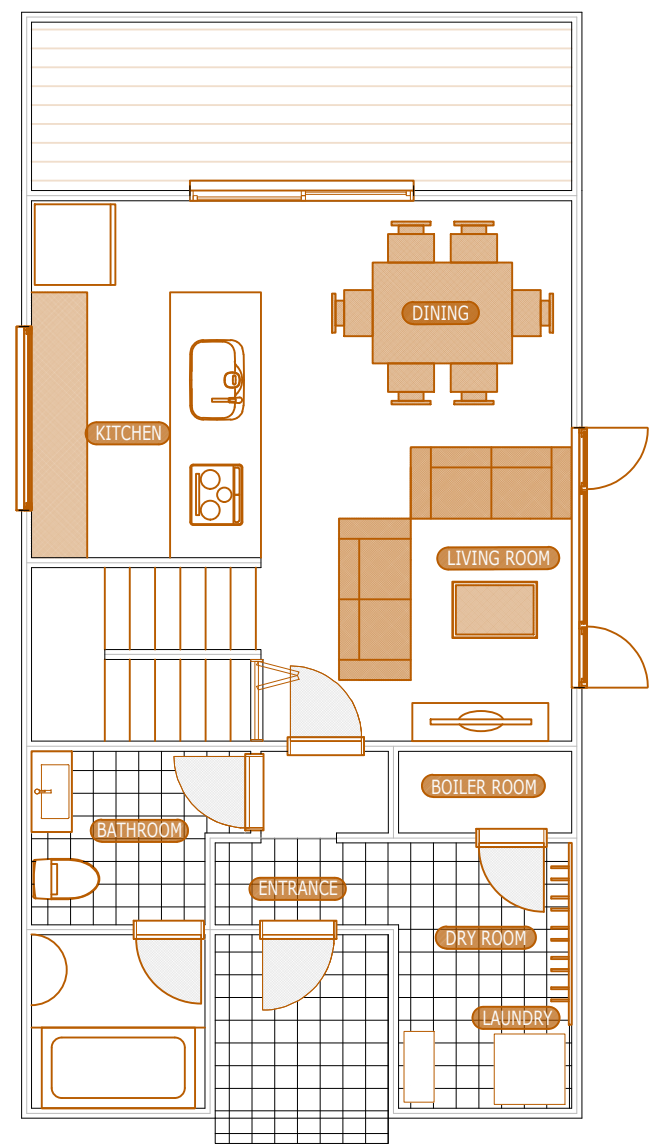 DINING
KITCHEN
LIVING ROOM
BOILER ROOM
BATHROOM
ENTRANCE
DRY ROOM
LAUNDRY